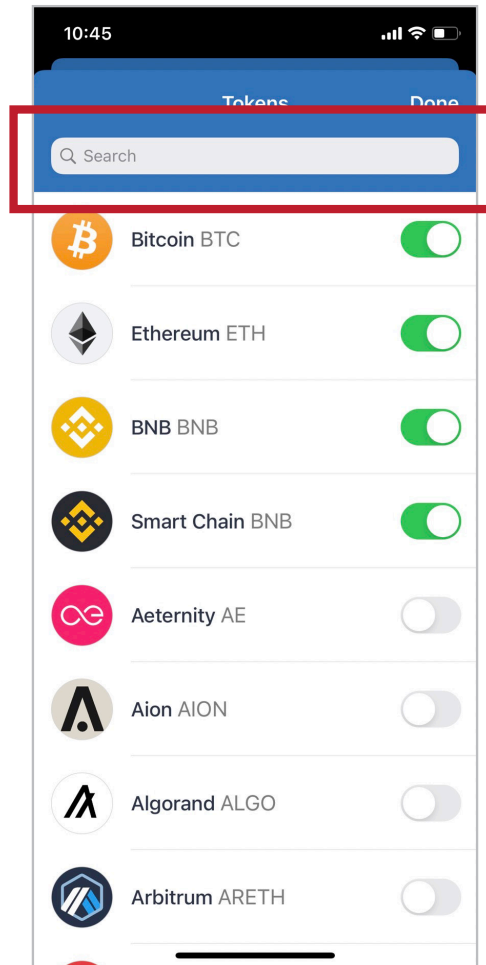 10:45
Tokens Done
Search
Bitcoin BTC
Ethereum ETH
BNB BNB
Smart Chain BNB
Aeternity AE
Aion AION
Algorand ALGO
Arbitrum ARETH